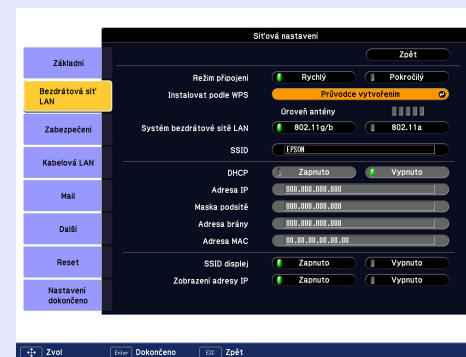 Síťová nastavení
Zpět
Základní
Bezdrátová síť
LAN
Zabezpečení
Kabelová LAN
Mail
Další
Reset
Nastavení
dokončeno
Režim připojení Rychlý Pokročilý
Instalovat podle WPS Průvodce vytvořením
Úroveň antény
Systém bezdrátové sítě LAN 802.11g/b 802.11a
SSID EPSON
DHCP Zapnuto Vypnuto
Adresa IP 000.000.000.000
Maska podsítě 000.000.000.000
Adresa brány 000.000.000.000
Adresa MAC 00.00.00.00.00.00
SSID displej Zapnuto Vypnuto
Zobrazení adresy IP Zapnuto Vypnuto
Zvol Enter Dokončeno ESC Zpět